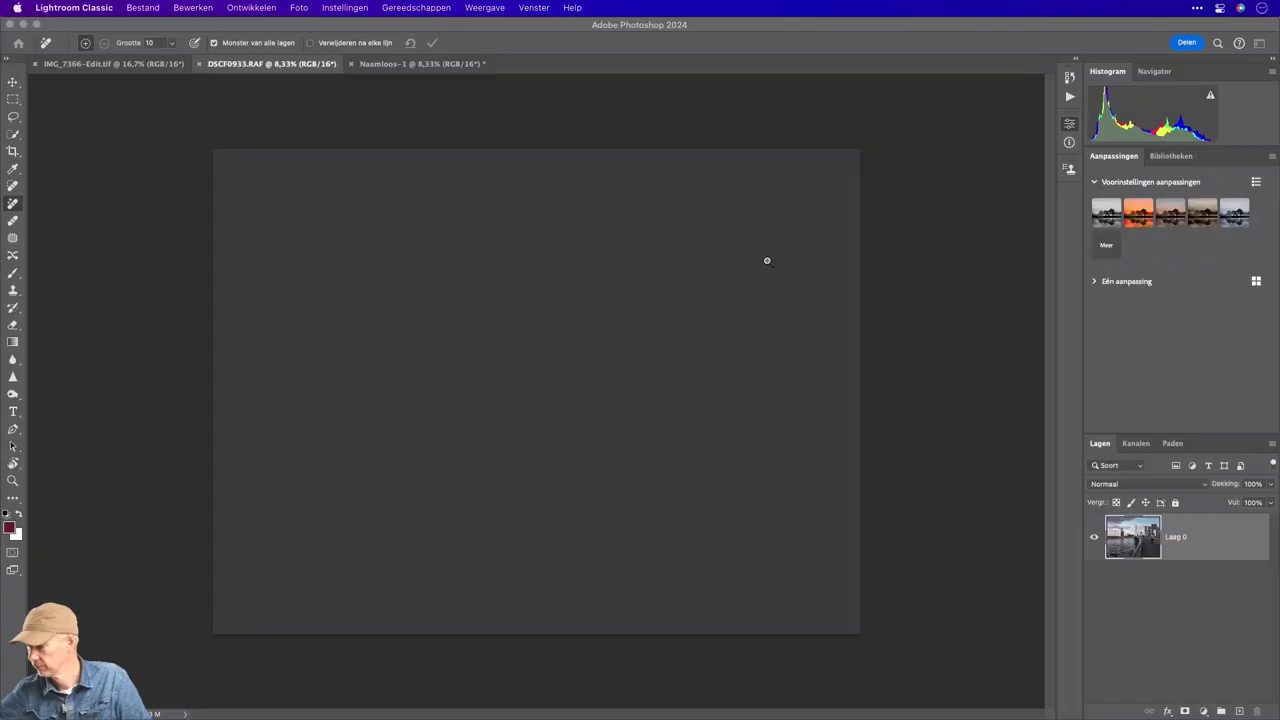 Lightroom Classic Bestand Bewerken Ontwikkelen Foto Instellingen Gereedschappen Weergave Venster Help
Adobe Photoshop 2024
Grootte 10 Monster van alle lagen Verwijderen na elke lijn Delen
IMG_7366-Edit.tif @ 16,7% (RGB/16*) DSCF0933.RAF @ 8,33% (RGB/16*) Naamloos-1 @ 8,33% (RGB/16*) *
Histogram Navigator
Aanpassingen Bibliotheken
Voorinstellingen aanpassingen
Meer
Eén aanpassing
Lagen Kanalen Paden
Soort
Normaal Dekking: 100%
Vergr.: Vul: 100%
Laag 0